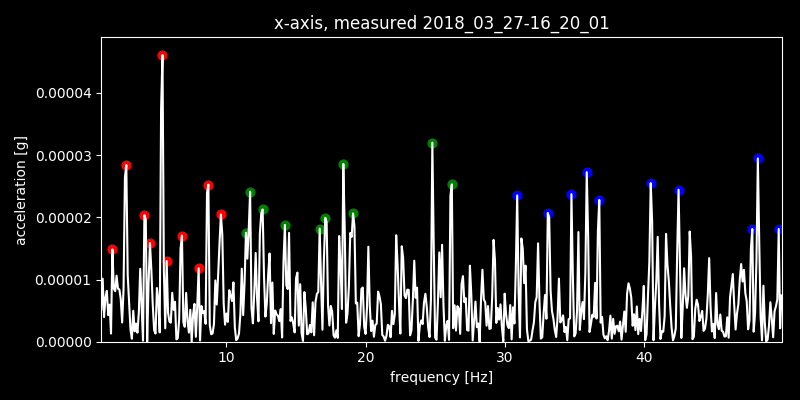 x-axis, measured 2018_03_27-16_20_01
acceleration [g]
0.00004
0.00003
0.00002
0.00001
0.00000
10 20 30 40
frequency [Hz]